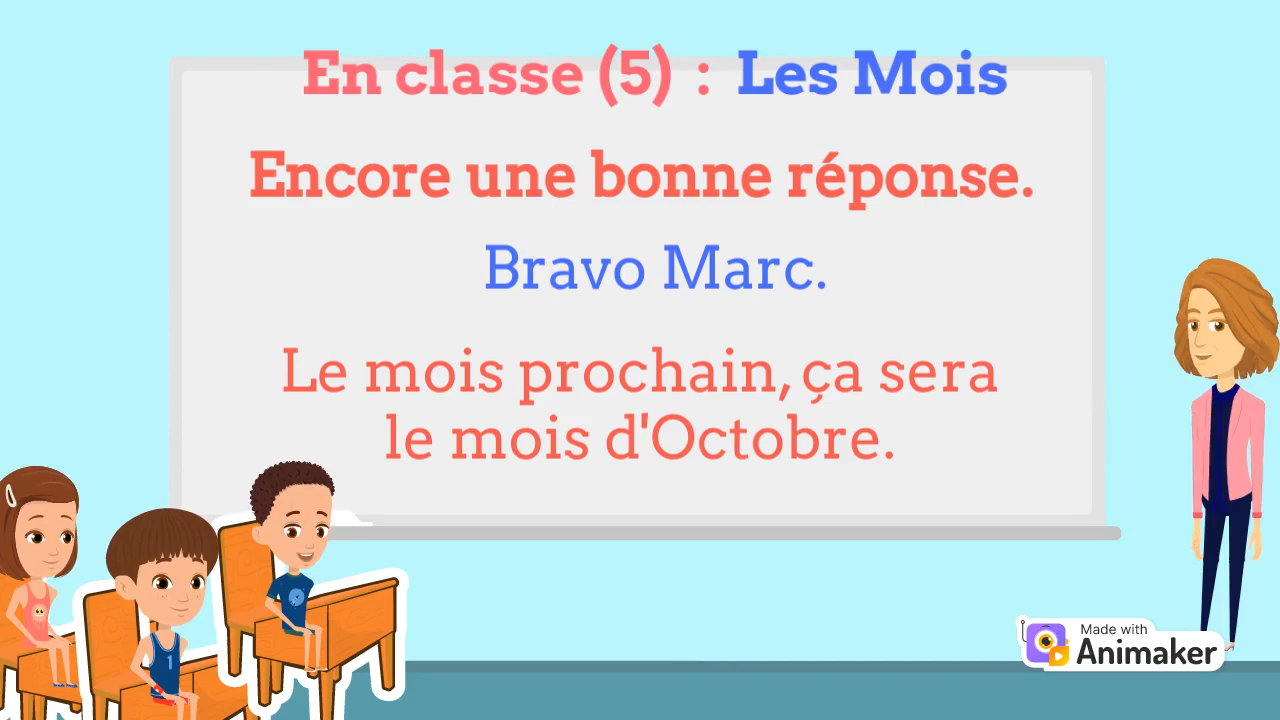 En classe (5) : Les Mois
Encore une bonne réponse.
Bravo Marc.
Le mois prochain, ça sera
le mois d'Octobre.
1
Made with
Animaker